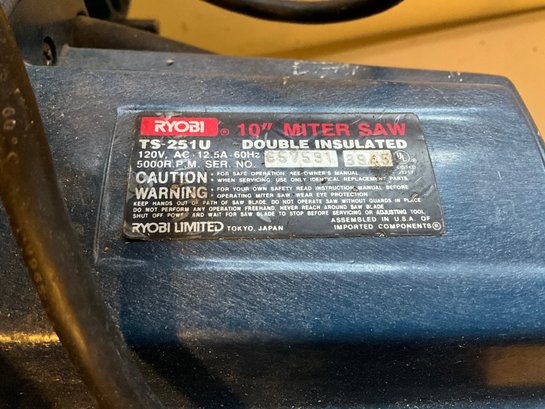 RYOBI ® 10" MITER SAW
TS-251U DOUBLE INSULATED
120V, AC-12.5A-60Hz
5000R.P.M. SER. NO.
CAUTION • FOR SAFE OPERATION SEE OWNER'S MANUAL.
• WHEN SERVICING, USE ONLY IDENTICAL REPLACEMENT PARTS.
WARNING • FOR YOUR OWN SAFETY READ INSTRUCTION MANUAL BEFORE
OPERATING MITER SAW. WEAR EYE PROTECTION.
KEEP HANDS OUT OF PATH OF SAW BLADE. DO NOT OPERATE SAW WITHOUT GUARDS IN PLACE
DO NOT PERFORM ANY OPERATION FREEHAND. NEVER REACH AROUND SAW BLADE.
SHUT OFF POWER AND WAIT FOR SAW BLADE TO STOP BEFORE SERVICING OR ADJUSTING TOOL.
RYOBI LIMITED TOKYO, JAPAN
ASSEMBLED IN U.S.A. OF
IMPORTED COMPONENTS